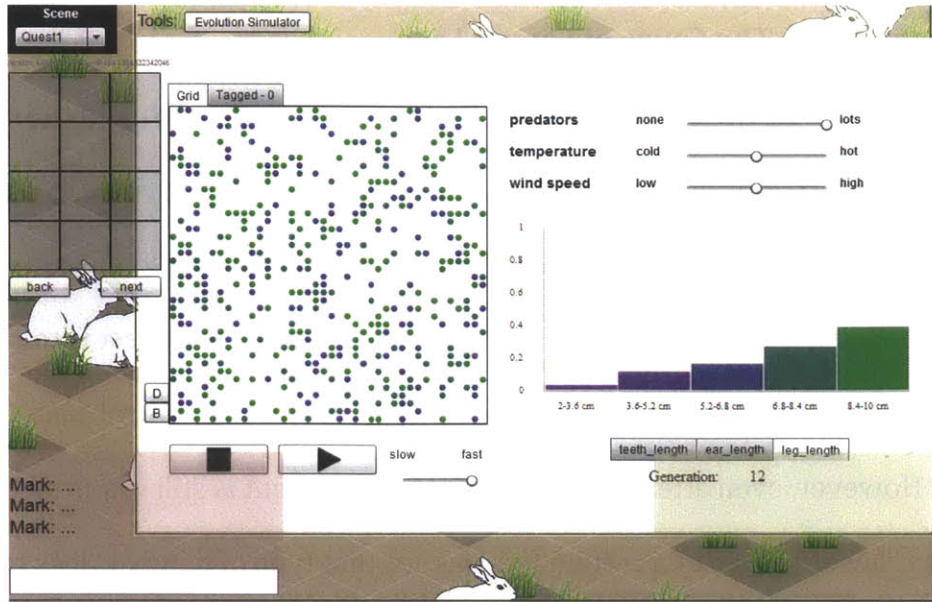 Scene
Quest1
Tools: Evolution Simulator
Grid
Tagged - 0
predators none lots
temperature cold hot
wind speed low high
1
0.8
0.6
0.4
0.2
0
2-3.6 cm 3.6-5.2 cm 5.2-6.8 cm 6.8-8.4 cm 8.4-10 cm
back next
D
B
slow fast
teeth_length ear_length leg_length
Generation: 12
Mark: ...
Mark: ...
Mark: ...